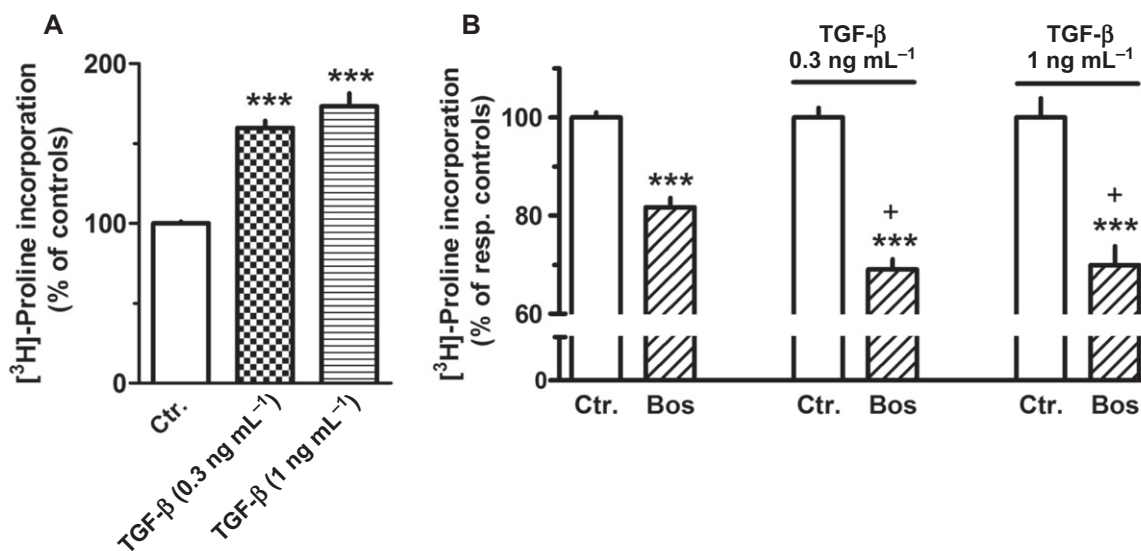 A
[³H]-Proline incorporation
(% of controls)
200
100
0
***
***
Ctr.
TGF-β (0.3 ng mL⁻¹)
TGF-β (1 ng mL⁻¹)
B
[³H]-Proline incorporation
(% of resp. controls)
100
80
60
0
TGF-β
0.3 ng mL⁻¹
TGF-β
1 ng mL⁻¹
***
+
***
+
***
Ctr.
Bos
Ctr.
Bos
Ctr.
Bos